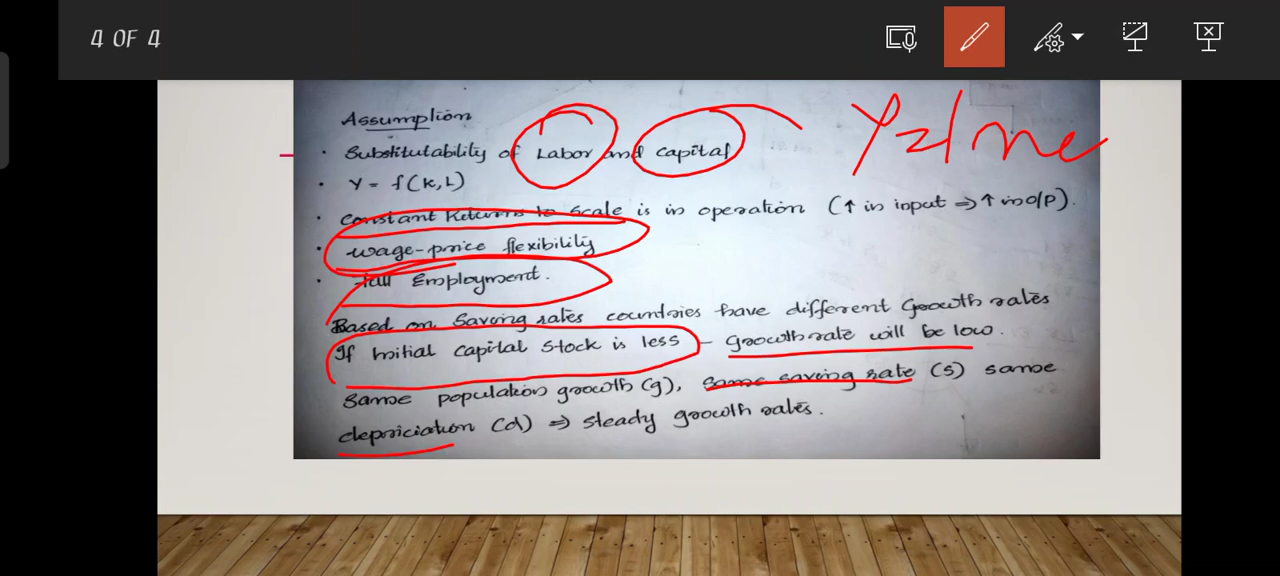 4 OF 4
Assumption
· Substitutability of Labor and capital
· Y = f(K,L)
· Constant Returns to Scale is in operation (↑ in input ⇒ ↑ in o/p).
· wage-price flexibility
· Full Employment.
Based on Saving rates countries have different Growth rates
If initial capital stock is less - Growth rate will be low.
Same population growth (g), same saving rate (s) same
depriciation (d) ⇒ steady growth rates.